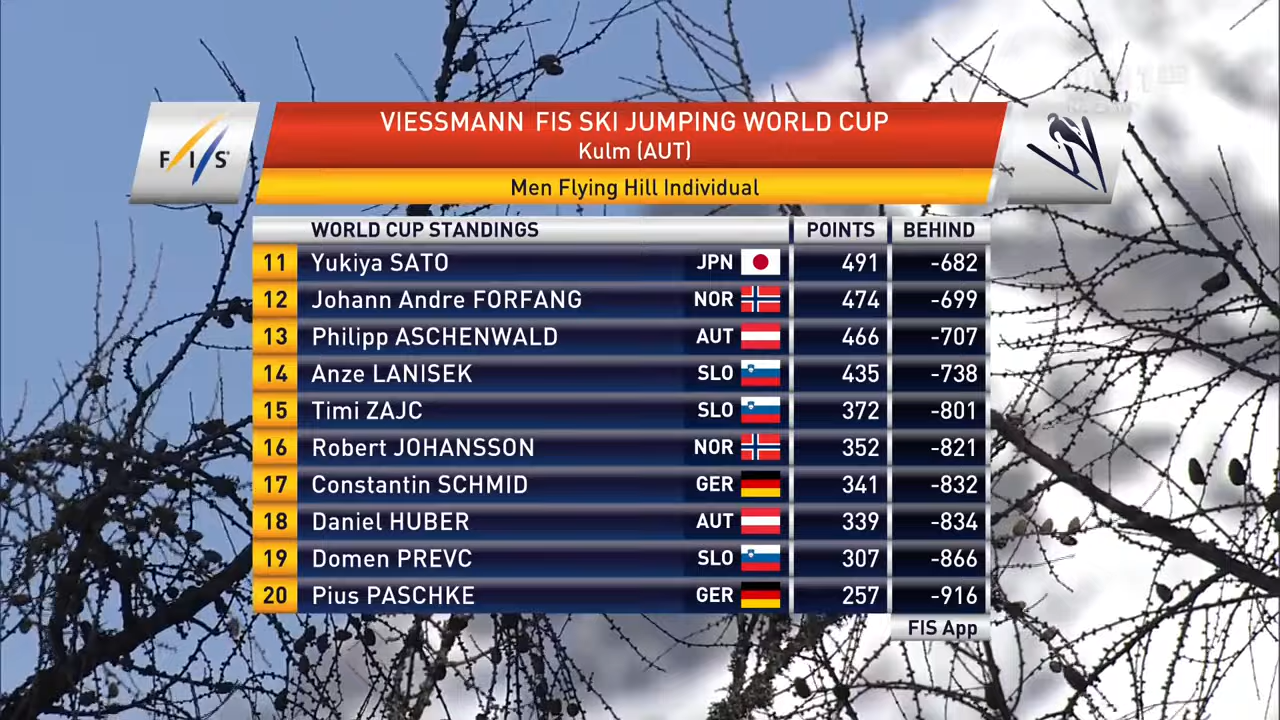 FIS
VIESSMANN FIS SKI JUMPING WORLD CUP
Kulm (AUT)
Men Flying Hill Individual
WORLD CUP STANDINGS POINTS BEHIND
11 Yukiya SATO JPN 491 -682
12 Johann Andre FORFANG NOR 474 -699
13 Philipp ASCHENWALD AUT 466 -707
14 Anze LANISEK SLO 435 -738
15 Timi ZAJC SLO 372 -801
16 Robert JOHANSSON NOR 352 -821
17 Constantin SCHMID GER 341 -832
18 Daniel HUBER AUT 339 -834
19 Domen PREVC SLO 307 -866
20 Pius PASCHKE GER 257 -916
FIS App